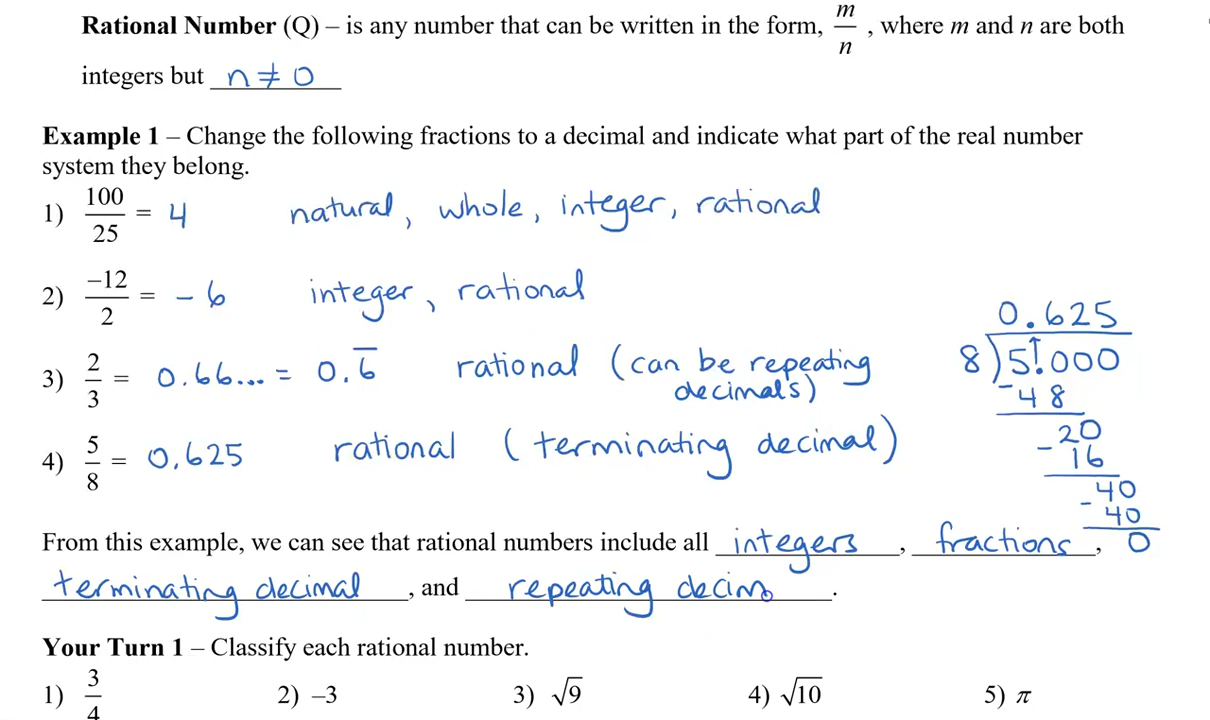 Rational Number (Q) – is any number that can be written in the form, m/n , where m and n are both
integers but n ≠ 0
Example 1 – Change the following fractions to a decimal and indicate what part of the real number
system they belong.
1) 100/25 = 4 natural, whole, integer, rational
2) –12/2 = – 6 integer, rational
3) 2/3 = 0.66... = 0.6̅ rational (can be repeating
decimals)
4) 5/8 = 0.625 rational (terminating decimal)
0.625
8)5.000
-48
20
-16
40
-40
0
From this example, we can see that rational numbers include all integers, fractions,
terminating decimal, and repeating decim.
Your Turn 1 – Classify each rational number.
1) 3/4 2) –3 3) √9 4) √10 5) π